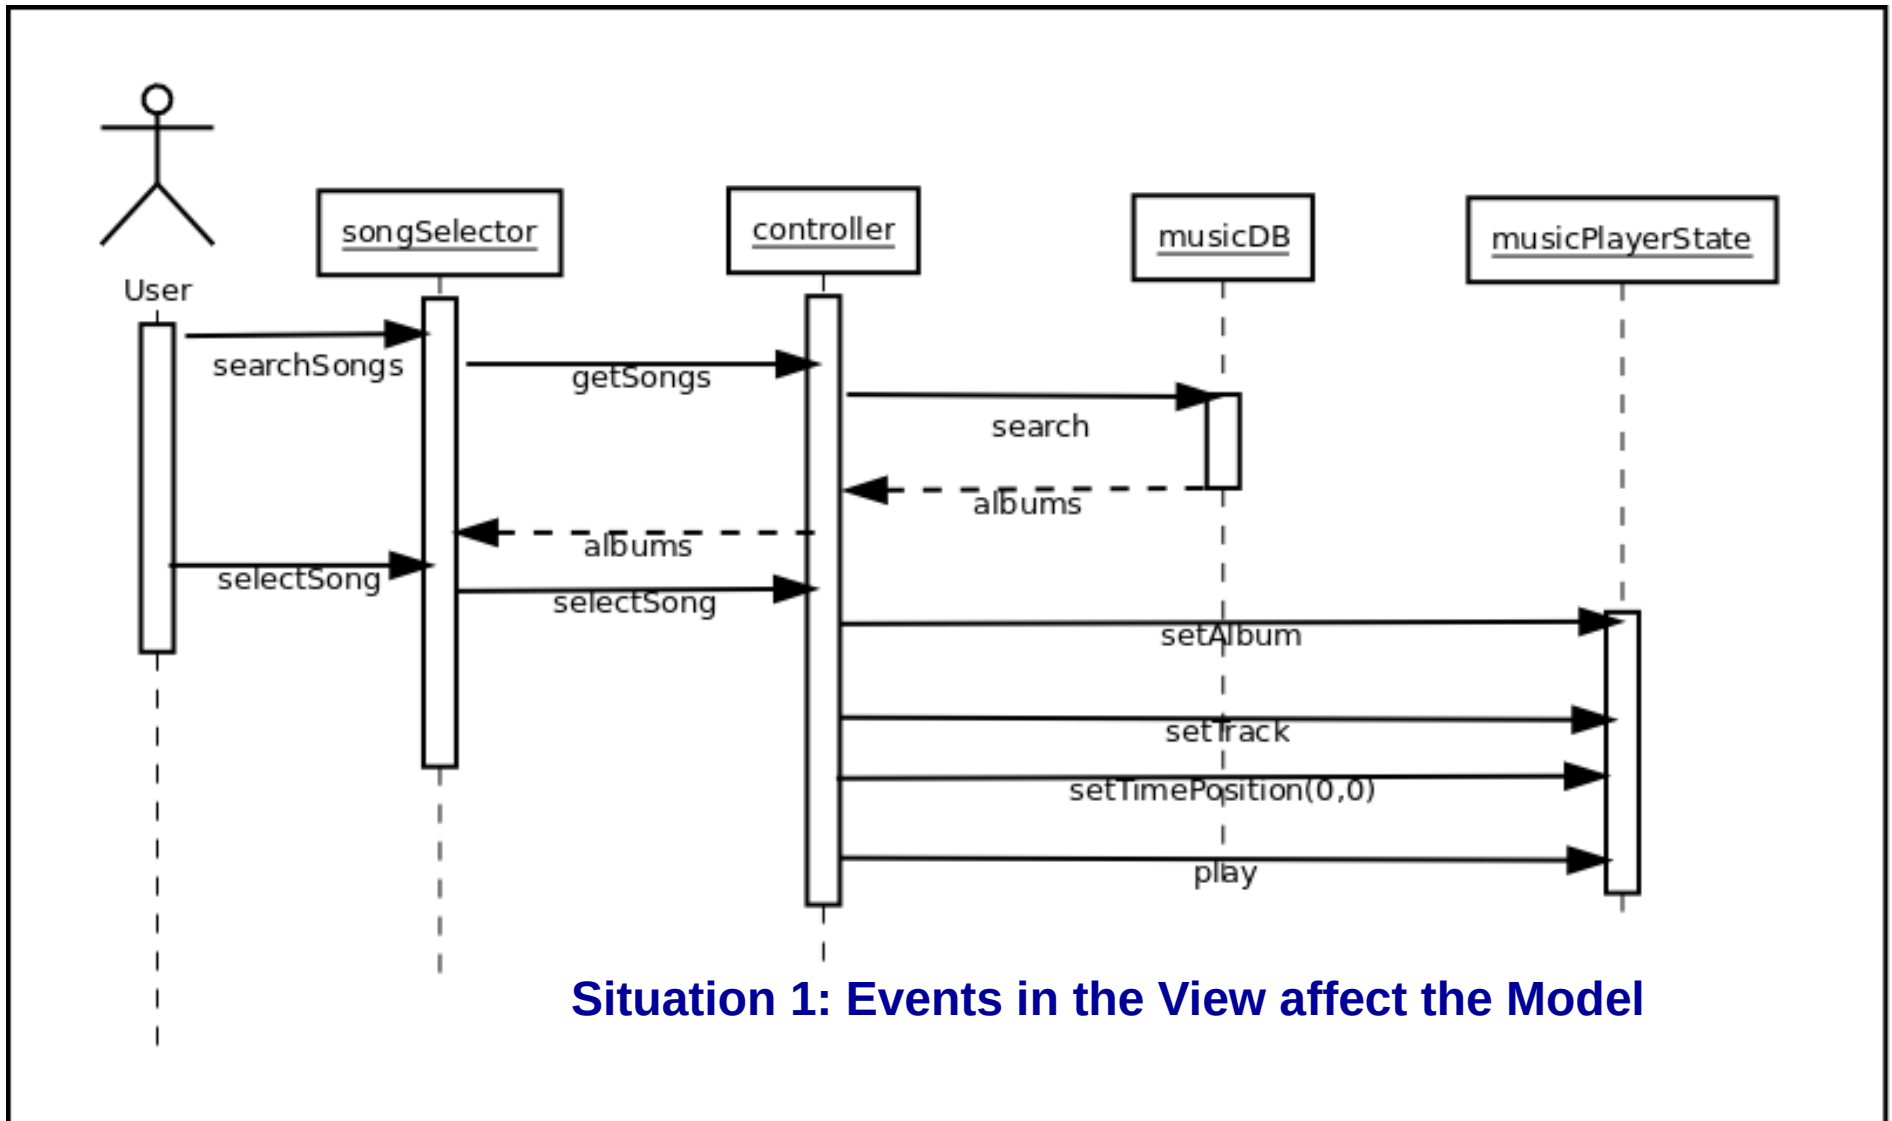 User
songSelector
controller
musicDB
musicPlayerState
searchSongs
getSongs
search
albums
albums
selectSong
selectSong
setAlbum
setTrack
setTimePosition(0,0)
play
Situation 1: Events in the View affect the Model